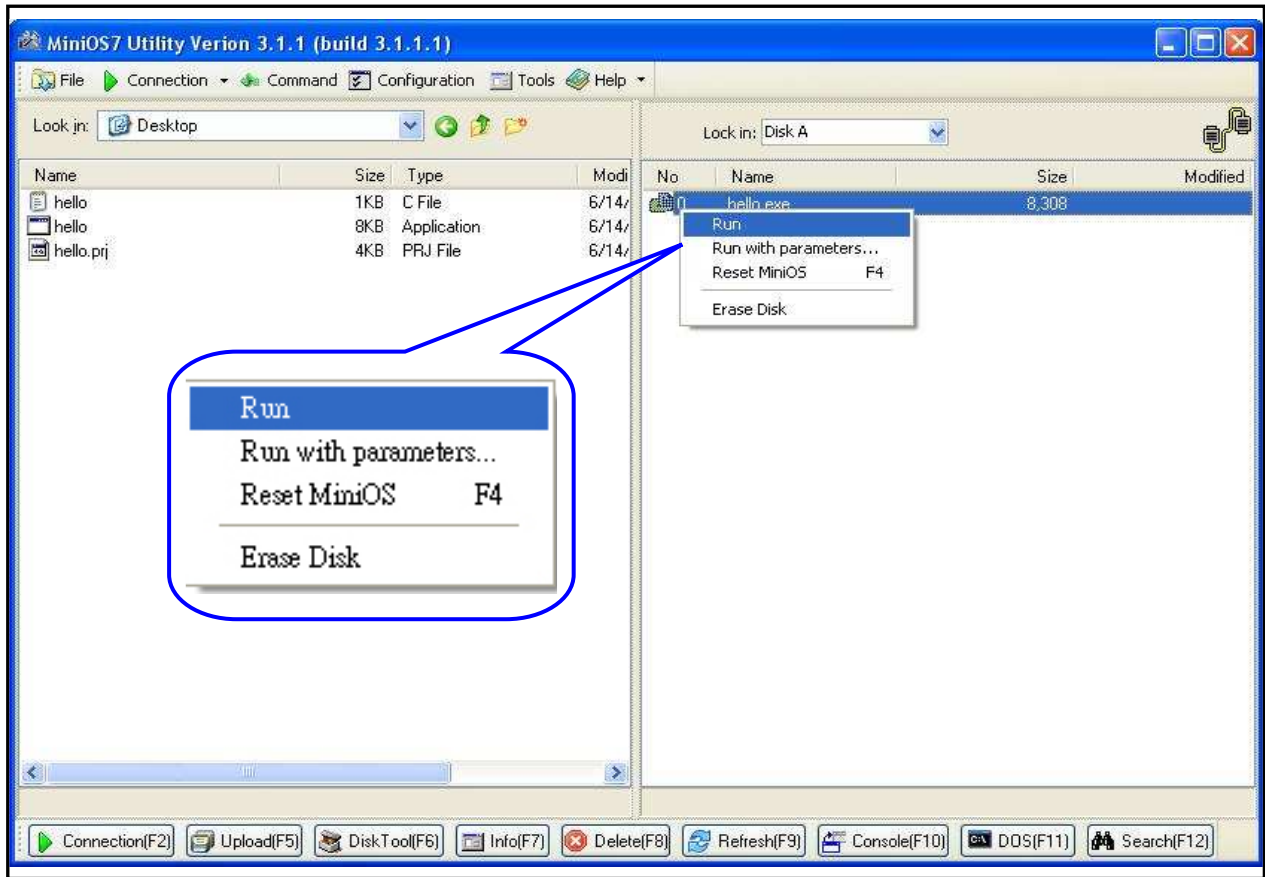 MiniOS7 Utility Verion 3.1.1 (build 3.1.1.1)
File Connection Command Configuration Tools Help
Look in: Desktop
Lock in: Disk A
Name Size Type Modi
hello 1KB C File 6/14/
hello 8KB Application 6/14/
hello.prj 4KB PRJ File 6/14/
No Name Size Modified
0 hello.exe 8,308
Run
Run with parameters...
Reset MiniOS F4
Erase Disk
Run
Run with parameters...
Reset MiniOS F4
Erase Disk
Connection(F2) Upload(F5) DiskTool(F6) Info(F7) Delete(F8) Refresh(F9) Console(F10) DOS(F11) Search(F12)